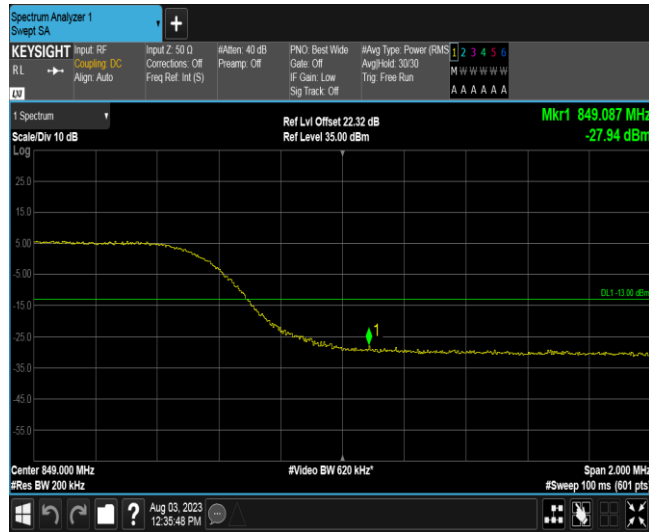 Spectrum Analyzer 1
Swept SA
+
KEYSIGHT
RL
LXI
Input: RF
Coupling: DC
Align: Auto
Input Z: 50 Ω
Corrections: Off
Freq Ref: Int (S)
#Atten: 40 dB
Preamp: Off
PNO: Best Wide
Gate: Off
IF Gain: Low
Sig Track: Off
#Avg Type: Power (RMS
Avg|Hold: 30/30
Trig: Free Run
1 2 3 4 5 6
M W W W W W
A A A A A A
1 Spectrum
Scale/Div 10 dB
Ref Lvl Offset 22.32 dB
Ref Level 35.00 dBm
Mkr1 849.087 MHz
-27.94 dBm
Log
25.0
15.0
5.00
-5.00
DL1 -13.00 dBm
-15.0
1
-25.0
-35.0
-45.0
-55.0
Center 849.000 MHz
#Res BW 200 kHz
#Video BW 620 kHz*
Span 2.000 MHz
#Sweep 100 ms (601 pts)
?
Aug 03, 2023
12:35:48 PM